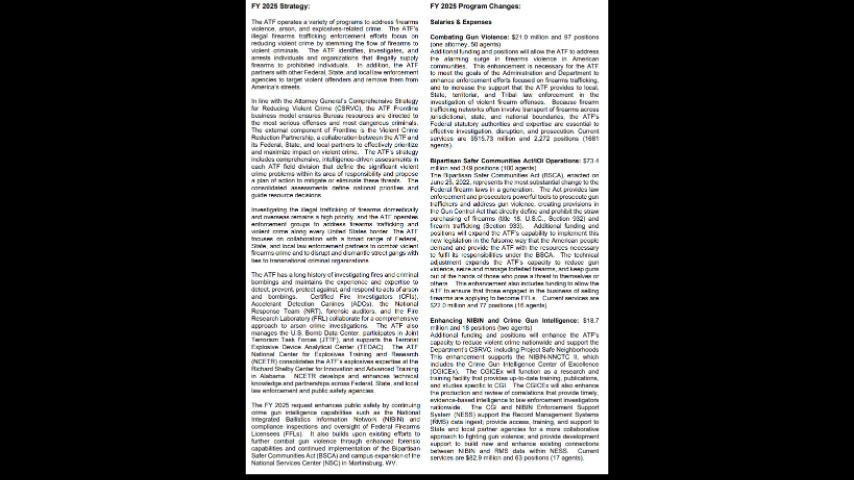 FY 2025 Strategy:
The ATF operates a variety of programs to address firearms
violence, arson, and explosives-related crime. The ATF's
illegal firearms trafficking enforcement efforts focus on
reducing violent crime by stemming the flow of firearms to
violent criminals. The ATF identifies, investigates, and
arrests individuals and organizations that illegally supply
firearms to prohibited individuals. In addition, the ATF
partners with other Federal, State, and local law enforcement
agencies to target violent offenders and remove them from
America's streets.
In line with the Attorney General's Comprehensive Strategy
for Reducing Violent Crime (CSRVC), the ATF Frontline
business model ensures Bureau resources are directed to
the most serious offenses and most dangerous criminals.
The external component of Frontline is the Violent Crime
Reduction Partnership, a collaboration between the ATF and
its Federal, State, and local partners to effectively prioritize
and maximize impact on violent crime. The ATF's strategy
includes comprehensive, intelligence-driven assessments in
each ATF field division that define the significant violent
crime problems within its area of responsibility and propose
a plan of action to mitigate or eliminate these threats. The
consolidated assessments define national priorities and
guide resource decisions.
Investigating the illegal trafficking of firearms domestically
and overseas remains a high priority, and the ATF operates
enforcement groups to address firearms trafficking and
violent crime along every United States border. The ATF
focuses on collaboration with a broad range of Federal,
State, and local law enforcement partners to combat violent
firearms crime and to disrupt and dismantle street gangs with
ties to transnational criminal organizations.
The ATF has a long history of investigating fires and criminal
bombings and maintains the experience and expertise to
detect, prevent, protect against, and respond to acts of arson
and bombings. Certified Fire Investigators (CFIs),
Accelerant Detection Canines (ADCs), the National
Response Team (NRT), forensic auditors, and the Fire
Research Laboratory (FRL) collaborate for a comprehensive
approach to arson crime investigations. The ATF also
manages the U.S. Bomb Data Center, participates in Joint
Terrorism Task Forces (JTTF), and supports the Terrorist
Explosive Device Analytical Center (TEDAC). The ATF
National Center for Explosives Training and Research
(NCETR) consolidates the ATF's explosives expertise at the
Richard Shelby Center for Innovation and Advanced Training
in Alabama. NCETR develops and enhances technical
knowledge and partnerships across Federal, State, and local
law enforcement and public safety agencies.
The FY 2025 request enhances public safety by continuing
crime gun intelligence capabilities such as the National
Integrated Ballistics Information Network (NIBIN) and
compliance inspections and oversight of Federal Firearms
Licensees (FFLs). It also builds upon existing efforts to
further combat gun violence through enhanced forensic
capabilities and continued implementation of the Bipartisan
Safer Communities Act (BSCA) and campus expansion of the
National Services Center (NSC) in Martinsburg, WV.
FY 2025 Program Changes:
Salaries & Expenses
Combating Gun Violence: $21.0 million and 97 positions
(one attorney, 58 agents)
Additional funding and positions will allow the ATF to address
the alarming surge in firearms violence in American
communities. This enhancement is necessary for the ATF
to meet the goals of the Administration and Department to
enhance enforcement efforts focused on firearms trafficking,
and to increase the support that the ATF provides to local,
State, territorial, and Tribal law enforcement in the
investigation of violent firearm offenses. Because firearm
trafficking networks often involve transport of firearms across
jurisdictional, state, and national boundaries, the ATF's
Federal statutory authorities and expertise are essential to
effective investigation, disruption, and prosecution. Current
services are $515.73 million and 2,272 positions (1681
agents).
Bipartisan Safer Communities Act/IOI Operations: $73.4
million and 349 positions (100 agents)
The Bipartisan Safer Communities Act (BSCA), enacted on
June 25, 2022, represents the most substantial change to the
Federal firearms laws in a generation. The Act provides law
enforcement and prosecutors powerful tools to prosecute gun
traffickers and address gun violence, creating provisions in
the Gun Control Act that directly define and prohibit the straw
purchasing of firearms (title 18, U.S.C., Section 932) and
firearm trafficking (Section 933). Additional funding and
positions will expand the ATF's capability to implement this
new legislation in the fulsome way that the American people
demand and provide the ATF with the resources necessary
to fulfill its responsibilities under the BSCA. The technical
adjustment expands the ATF's capacity to reduce gun
violence, seize and manage forfeited firearms, and keep guns
out of the hands of those who pose a threat to themselves or
others. The enhancement also includes funding to allow the
ATF to ensure that those engaged in the business of selling
firearms are applying to become FFLs. Current services are
$22.0 million and 77 positions (16 agents).
Enhancing NIBIN and Crime Gun Intelligence: $18.7
million and 18 positions (two agents)
Additional funding and positions will enhance the ATF's
capacity to reduce violent crime nationwide and support the
Department's CSRVC, including Project Safe Neighborhoods
This enhancement supports the NIBIN-NNCTC II, which
includes the Crime Gun Intelligence Center of Excellence
(CGICEx). The CGICEx will function as a research and
training facility that provides up-to-date training, publications,
and studies specific to CGI. The CGICEx will also enhance
the production and review of correlations that provide timely,
evidence-based intelligence to law enforcement investigators
nationwide. The CGI and NIBIN Enforcement Support
System (NESS) will support the Record Management Systems
(RMS) data ingest; provide access, training, and support to
State and local partner agencies for a more collaborative
approach to fighting gun violence; and provide development
support to build new and enhance existing connections
between NIBIN and RMS data within NESS. Current
services are $82.9 million and 63 positions (17 agents).